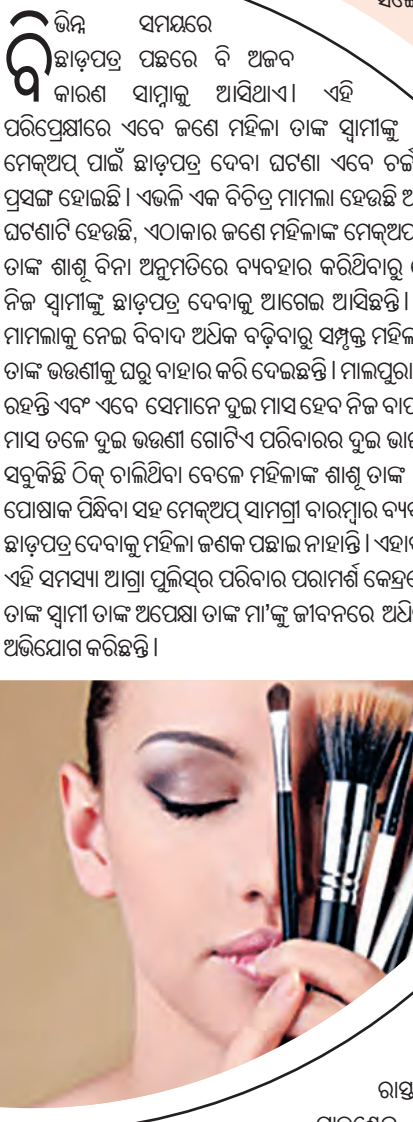 ବିଭିନ୍ନ ସମୟରେ
ଛାଡ଼ପତ୍ର ପଛରେ ବି ଅଜବ
କାରଣ ସାମ୍ନାକୁ ଆସିଥାଏ। ଏହି
ପରିପ୍ରେକ୍ଷୀରେ ଏବେ ଜଣେ ମହିଳା ତାଙ୍କ ସ୍ୱାମୀଙ୍କୁ
ମେକ୍ଅପ୍ ପାଇଁ ଛାଡ଼ପତ୍ର ଦେବା ଘଟଣା ଏବେ
ପ୍ରସଙ୍ଗ ହୋଇଛି। ଏଭଳି ଏକ ବିଚିତ୍ର ମାମଲା ହେଉଛି
ଘଟଣାଟି ହେଉଛି, ଏଠାକାର ଜଣେ ମହିଳାଙ୍କ ମେକ୍ଅପ
ତାଙ୍କ ଶାଶୂ ବିନା ଅନୁମତିରେ ବ୍ୟବହାର କରିଥିବାରୁ
ନିଜ ସ୍ୱାମୀଙ୍କୁ ଛାଡ଼ପତ୍ର ଦେବାକୁ ଆଗେଇ ଆସିଛନ୍ତି।
ମାମଲାକୁ ନେଇ ବିବାଦ ଅଧିକ ବଢ଼ିବାରୁ ସମ୍ପୃକ୍ତ ମହିଳ
ତାଙ୍କ ଭଉଣୀକୁ ଘରୁ ବାହାର କରି ଦେଇଛନ୍ତି। ମାଲପୁରା
ରହନ୍ତି ଏବଂ ଏବେ ସେମାନେ ଦୁଇ ମାସ ହେବ ନିଜ ବାପ
ମାସ ତଳେ ଦୁଇ ଭଉଣୀ ଗୋଟିଏ ପରିବାରର ଦୁଇ ଭାଇ
ସବୁକିଛି ଠିକ୍ ଚାଲିଥିବା ବେଳେ ମହିଳାଙ୍କ ଶାଶୂ ତାଙ୍କ
ପୋଷାକ ପିନ୍ଧିବା ସହ ମେକ୍ଅପ୍ ସାମଗ୍ରୀ ବାରମ୍ବାର ବ୍ୟବ
ଛାଡ଼ପତ୍ର ଦେବାକୁ ମହିଳା ଜଣକ ପଛାଇ ନାହାନ୍ତି। ଏହାବ
ଏହି ସମସ୍ୟା ଆଗ୍ରା ପୁଲିସ୍‌ର ପରିବାର ପରାମର୍ଶ କେନ୍ଦ୍ରରେ
ତାଙ୍କ ସ୍ୱାମୀ ତାଙ୍କ ଅପେକ୍ଷା ତାଙ୍କ ମା'ଙ୍କୁ ଜୀବନରେ ଅଧି
ଅଭିଯୋଗ କରିଛନ୍ତି।